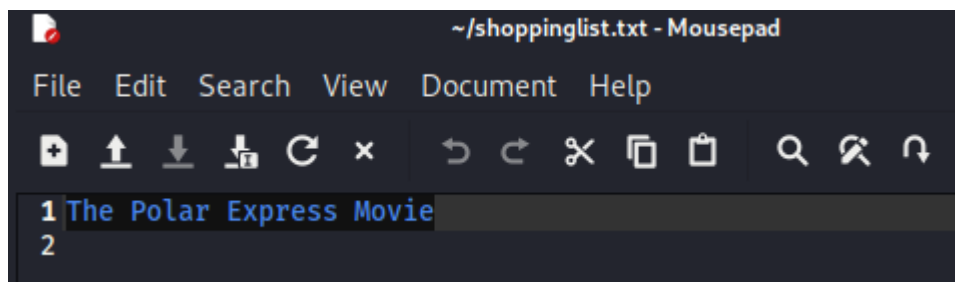 ~/shoppinglist.txt - Mousepad
File Edit Search View Document Help
1 The Polar Express Movie
2